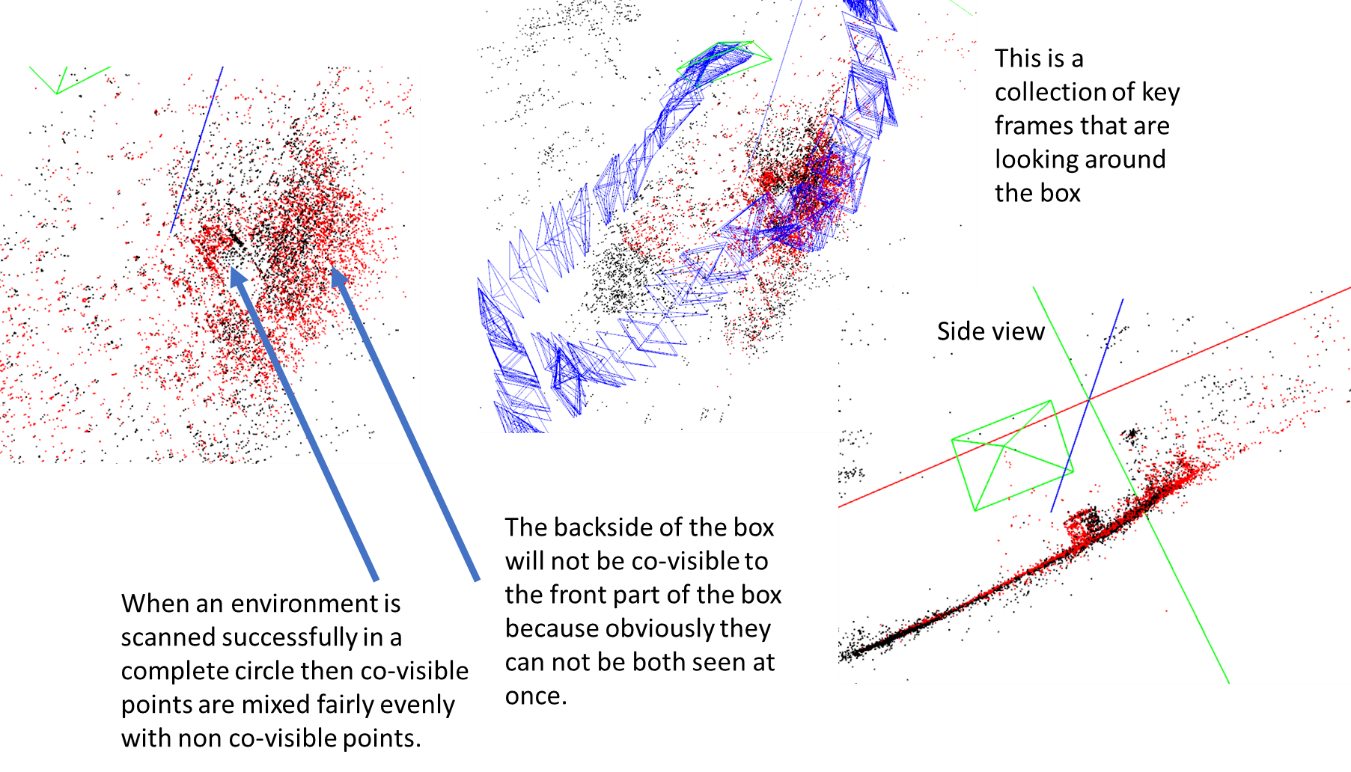 This is a
collection of key
frames that are
looking around
the box
Side view
The backside of the box
will not be co-visible to
the front part of the box
because obviously they
can not be both seen at
once.
When an environment is
scanned successfully in a
complete circle then co-visible
points are mixed fairly evenly
with non co-visible points.